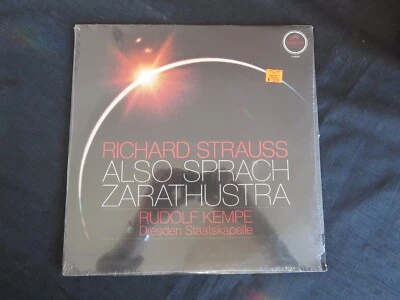 RICHARD STRAUSS
ALSO SPRACH
ZARATHUSTRA
RUDOLF KEMPE
Dresden Staatskapelle